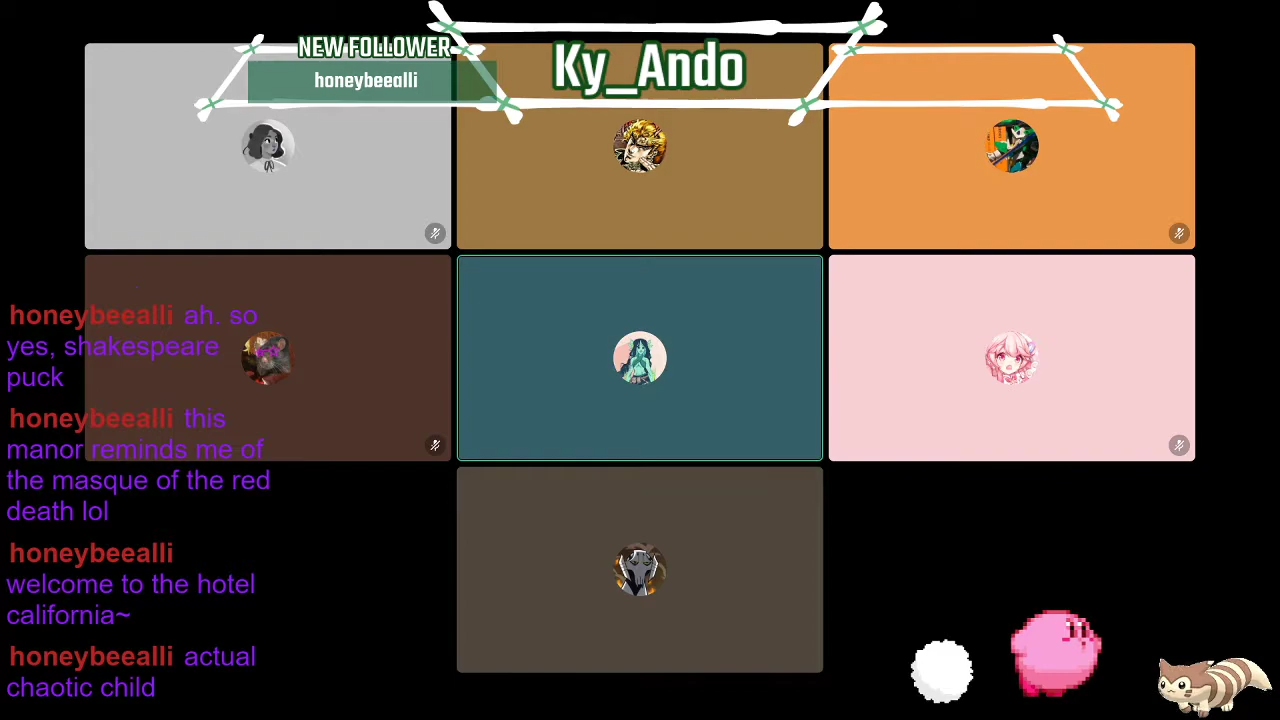 NEW FOLLOWER
honeybeealli
Ky_Ando
honeybeealli ah. so
yes, shakespeare
puck
honeybeealli this
manor reminds me of
the masque of the red
death lol
honeybeealli
welcome to the hotel
california~
honeybeealli actual
chaotic child